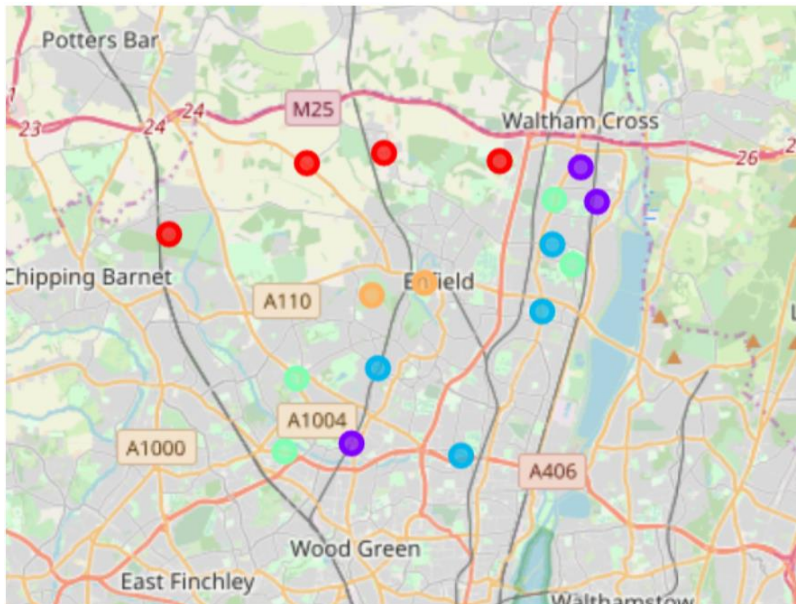 Potters Bar
M25
Waltham Cross
24
24
23
26
Chipping Barnet
Enfield
A110
A1004
A1000
A406
Wood Green
East Finchley
Walthamstow